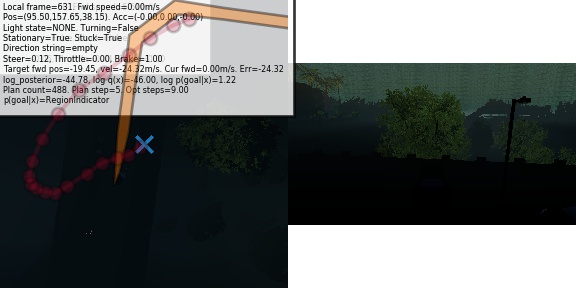 Local frame=631. Fwd speed=0.00m/s
Pos=(95.50,157.65,38.15). Acc=(-0.00,0.00,-0.00)
Light state=NONE. Turning=False
Stationary=True. Stuck=True
Direction string=empty
Steer=0.12, Throttle=0.00, Brake=1.00
Target fwd pos=-19.45, vel=-24.32m/s. Cur fwd=0.00m/s. Err=-24.32
log_posterior=-44.78, log q(x)=-46.00, log p(goal|x)=1.22
Plan count=488. Plan step=5. Opt steps=9.00
p(goal|x)=RegionIndicator